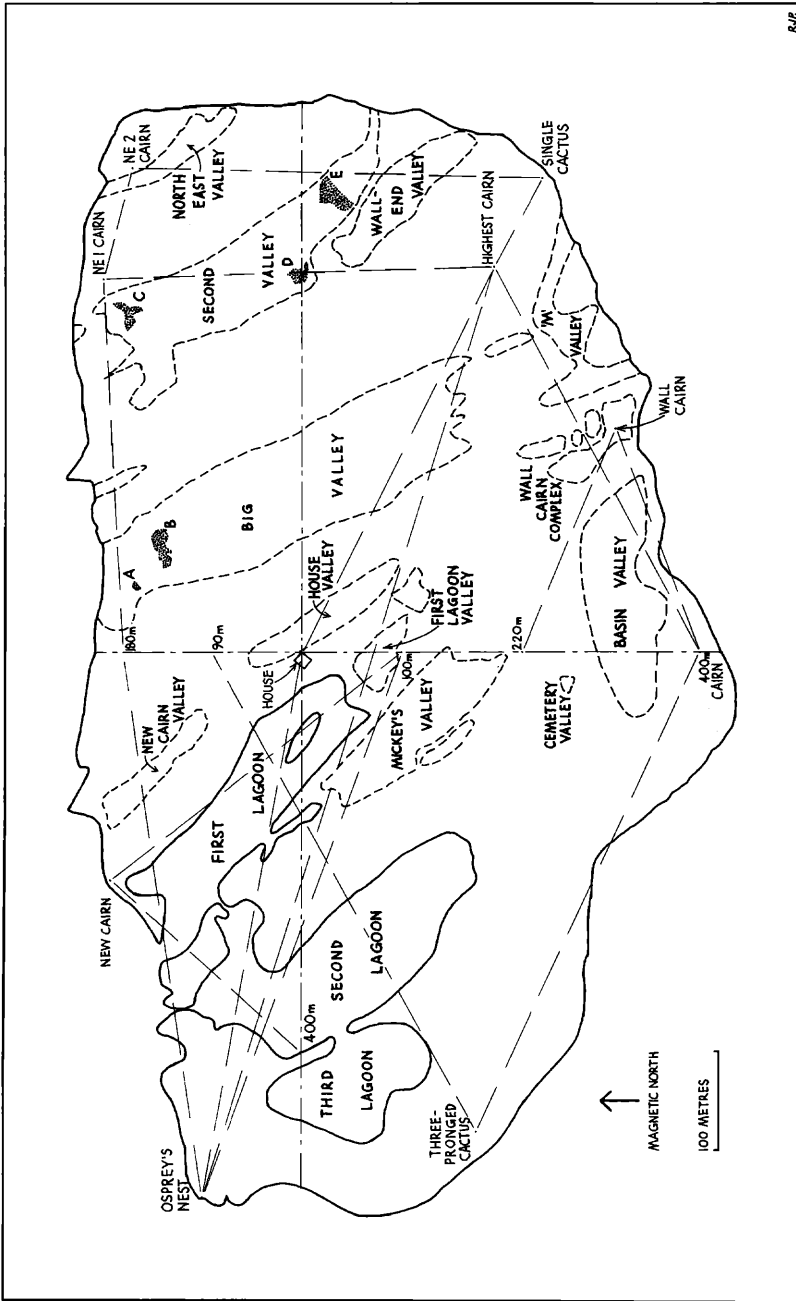 RJP.
NE 1 CAIRN
NE 2
CAIRN
NORTH
EAST
VALLEY
C
SECOND
VALLEY
D
E
WALL-
END
VALLEY
HIGHEST CAIRN
SINGLE
CACTUS
'M'
VALLEY
WALL
CAIRN
WALL
CAIRN
COMPLEX
BASIN
VALLEY
A
B
BIG
VALLEY
HOUSE
VALLEY
FIRST
LAGOON
VALLEY
160m
90m
HOUSE
100m
220m
400m
CAIRN
NEW
CAIRN
VALLEY
MICKEY'S
VALLEY
CEMETERY
VALLEY
NEW CAIRN
FIRST
LAGOON
SECOND
LAGOON
400m
THIRD
LAGOON
OSPREY'S
NEST
THREE-
PRONGED
CACTUS
MAGNETIC NORTH
100 METRES